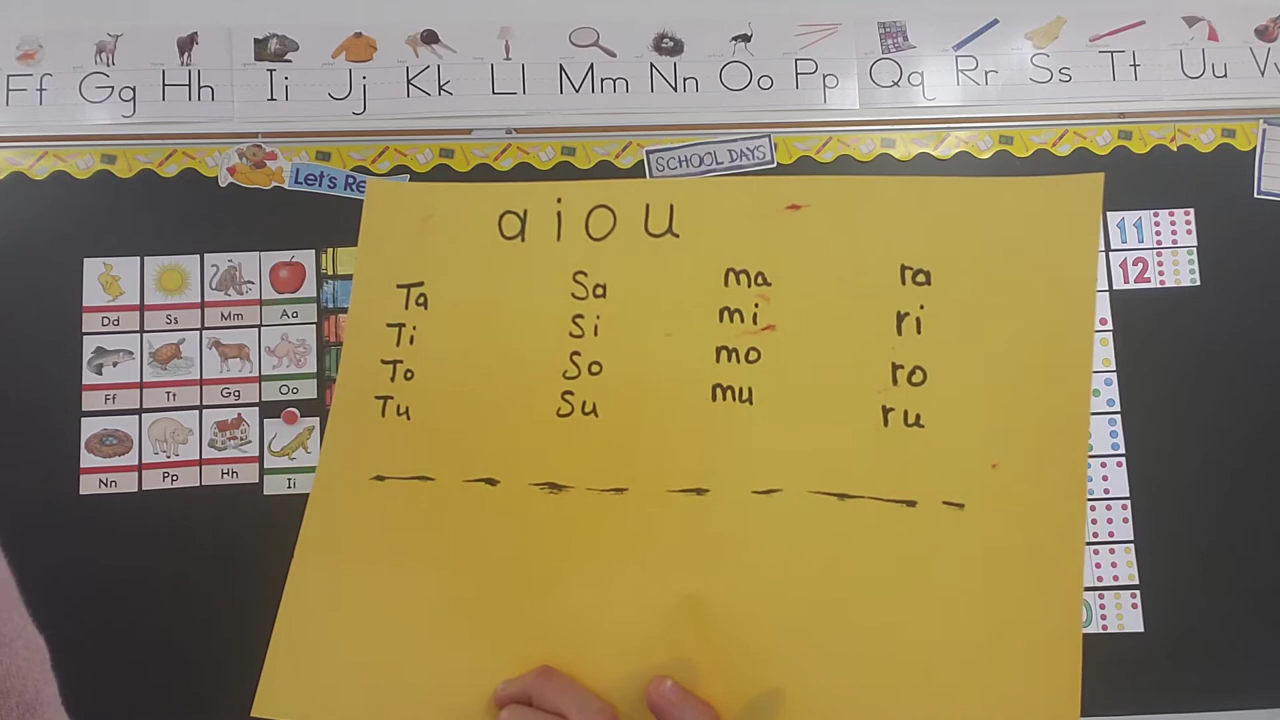 Ff Gg Hh Ii Jj Kk Ll Mm Nn Oo Pp Qq Rr Ss Tt Uu
SCHOOL DAYS
Let's
a i o u
Ta Sa ma ra
Ti Si mi ri
To So mo ro
Tu Su mu ru
Dd Ss Mm Aa
Ff Tt Gg Oo
Nn Pp Hh Ii
11
12